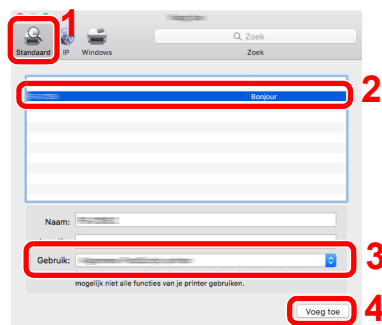 1
Zoek
Standaard IP Windows Zoek
Bonjour
2
Naam:
Gebruik:
3
mogelijk niet alle functies van je printer gebruiken.
Voeg toe
4